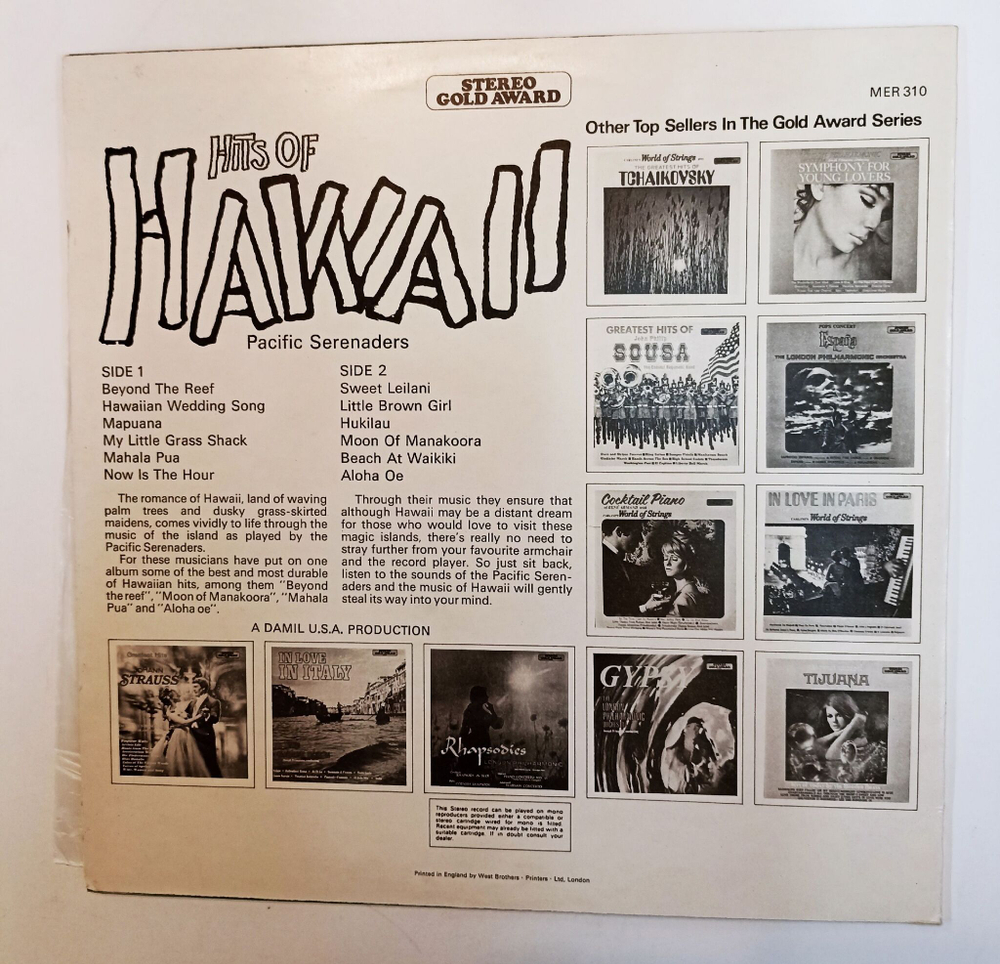 STEREO
GOLD AWARD
MER 310
HITS OF
HAWAII
Pacific Serenaders
SIDE 1
Beyond The Reef
Hawaiian Wedding Song
Mapuana
My Little Grass Shack
Mahala Pua
Now Is The Hour
SIDE 2
Sweet Leilani
Little Brown Girl
Hukilau
Moon Of Manakoora
Beach At Waikiki
Aloha Oe
The romance of Hawaii, land of waving
palm trees and dusky grass-skirted
maidens, comes vividly to life through the
music of the island as played by the
Pacific Serenaders.
For these musicians have put on one
album some of the best and most durable
of Hawaiian hits, among them "Beyond
the reef", "Moon of Manakoora", "Mahala
Pua" and "Aloha oe".
Through their music they ensure that
although Hawaii may be a distant dream
for those who would love to visit these
magic islands, there's really no need to
stray further from your favourite armchair
and the record player. So just sit back,
listen to the sounds of the Pacific Seren-
aders and the music of Hawaii will gently
steal its way into your mind.
A DAMIL U.S.A. PRODUCTION
Other Top Sellers In The Gold Award Series
World of Strings
THE GREATEST HITS OF
TCHAIKOVSKY
SYMPHONY FOR
YOUNG LOVERS
GREATEST HITS OF
John Philip
SOUSA
POPS CONCERT
España
THE LONDON PHILHARMONIC ORCHESTRA
Cocktail Piano
World of Strings
IN LOVE IN PARIS
World of Strings
Greatest Hits
JOHANN
STRAUSS
IN LOVE
IN ITALY
Rhapsodies
GYPSY
TIJUANA
This Stereo record can be played on mono
reproducers provided either a compatible or
stereo cartridge wired for mono is fitted.
Recent equipment may already be fitted with a
suitable cartridge. If in doubt consult your
dealer.
Printed in England by West Brothers - Printers - Ltd, London